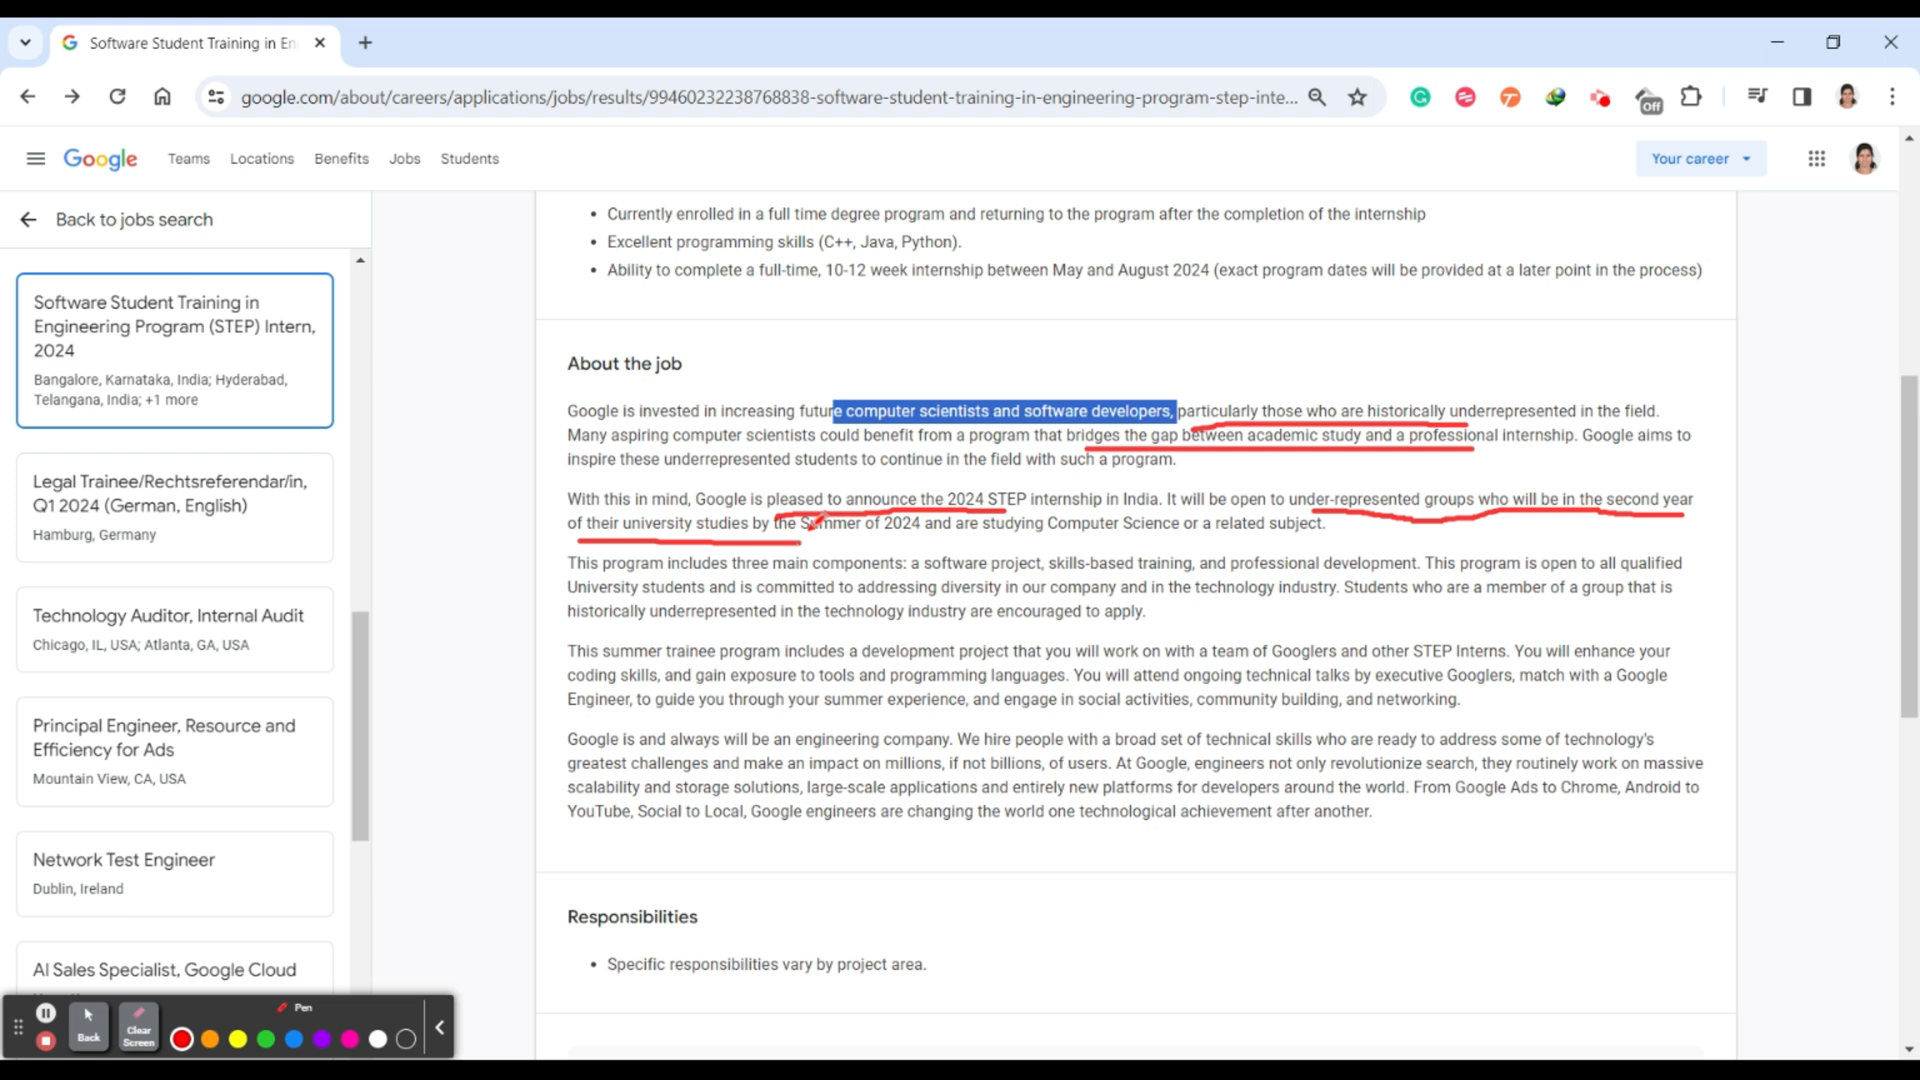 Software Student Training in En
google.com/about/careers/applications/jobs/results/99460232238768838-software-student-training-in-engineering-program-step-inte...
Off
Google
Teams
Locations
Benefits
Jobs
Students
Your career
Back to jobs search
Software Student Training in
Engineering Program (STEP) Intern,
2024
Bangalore, Karnataka, India; Hyderabad,
Telangana, India; +1 more
Legal Trainee/Rechtsreferendar/in,
Q1 2024 (German, English)
Hamburg, Germany
Technology Auditor, Internal Audit
Chicago, IL, USA; Atlanta, GA, USA
Principal Engineer, Resource and
Efficiency for Ads
Mountain View, CA, USA
Network Test Engineer
Dublin, Ireland
AI Sales Specialist, Google Cloud
• Currently enrolled in a full time degree program and returning to the program after the completion of the internship
• Excellent programming skills (C++, Java, Python).
• Ability to complete a full-time, 10-12 week internship between May and August 2024 (exact program dates will be provided at a later point in the process)
About the job
Google is invested in increasing future computer scientists and software developers, particularly those who are historically underrepresented in the field.
Many aspiring computer scientists could benefit from a program that bridges the gap between academic study and a professional internship. Google aims to
inspire these underrepresented students to continue in the field with such a program.
With this in mind, Google is pleased to announce the 2024 STEP internship in India. It will be open to under-represented groups who will be in the second year
of their university studies by the Summer of 2024 and are studying Computer Science or a related subject.
This program includes three main components: a software project, skills-based training, and professional development. This program is open to all qualified
University students and is committed to addressing diversity in our company and in the technology industry. Students who are a member of a group that is
historically underrepresented in the technology industry are encouraged to apply.
This summer trainee program includes a development project that you will work on with a team of Googlers and other STEP Interns. You will enhance your
coding skills, and gain exposure to tools and programming languages. You will attend ongoing technical talks by executive Googlers, match with a Google
Engineer, to guide you through your summer experience, and engage in social activities, community building, and networking.
Google is and always will be an engineering company. We hire people with a broad set of technical skills who are ready to address some of technology's
greatest challenges and make an impact on millions, if not billions, of users. At Google, engineers not only revolutionize search, they routinely work on massive
scalability and storage solutions, large-scale applications and entirely new platforms for developers around the world. From Google Ads to Chrome, Android to
YouTube, Social to Local, Google engineers are changing the world one technological achievement after another.
Responsibilities
• Specific responsibilities vary by project area.
Pen
Back
Clear
Screen